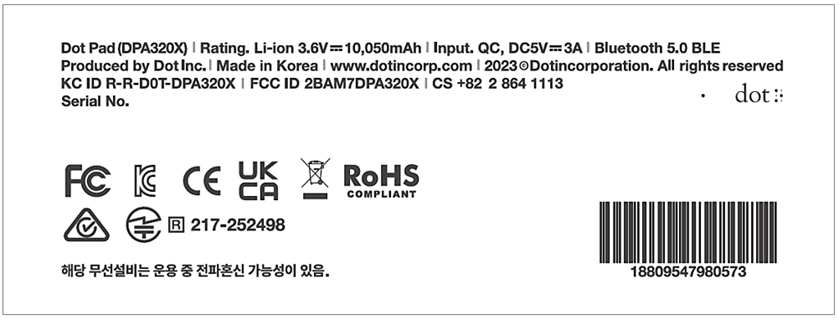 Dot Pad (DPA320X) | Rating. Li-ion 3.6V⎓10,050mAh | Input. QC, DC5V⎓3A | Bluetooth 5.0 BLE
Produced by Dot Inc. | Made in Korea | www.dotincorp.com | 2023 ©Dotincorporation. All rights reserved
KC ID R-R-D0T-DPA320X | FCC ID 2BAM7DPA320X | CS +82 2 864 1113
Serial No.
dot
FC KC CE UK CA RoHS COMPLIANT
R 217-252498
18809547980573
해당 무선설비는 운용 중 전파혼신 가능성이 있음.